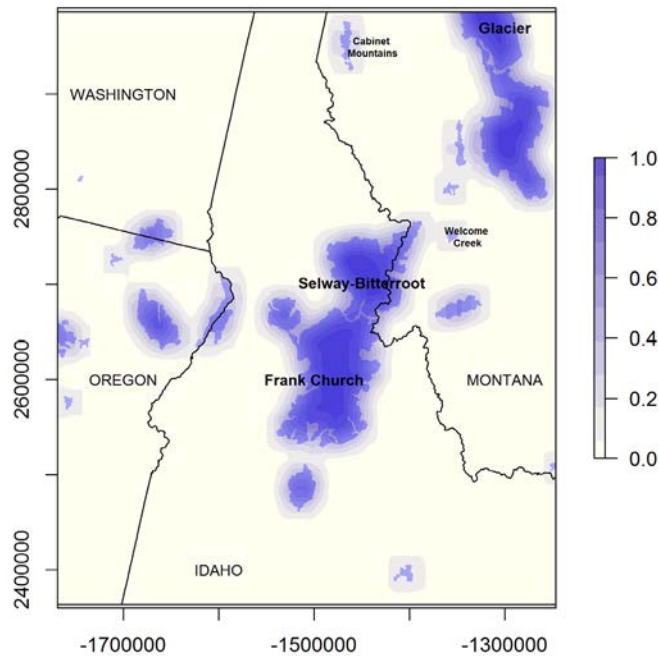 Glacier
Cabinet
Mountains
WASHINGTON
Welcome
Creek
Selway-Bitterroot
Frank Church
OREGON
MONTANA
IDAHO
2800000
2600000
2400000
-1700000
-1500000
-1300000
1.0
0.8
0.6
0.4
0.2
0.0